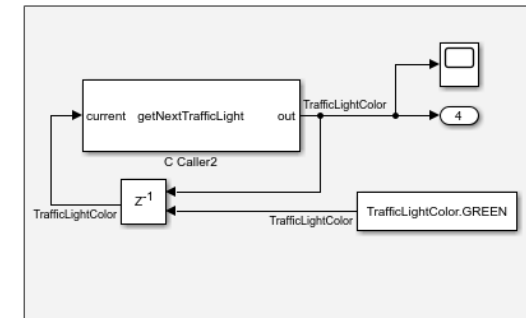 TrafficLightColor
current getNextTrafficLight out
4
C Caller2
Z-1
TrafficLightColor
TrafficLightColor
TrafficLightColor.GREEN